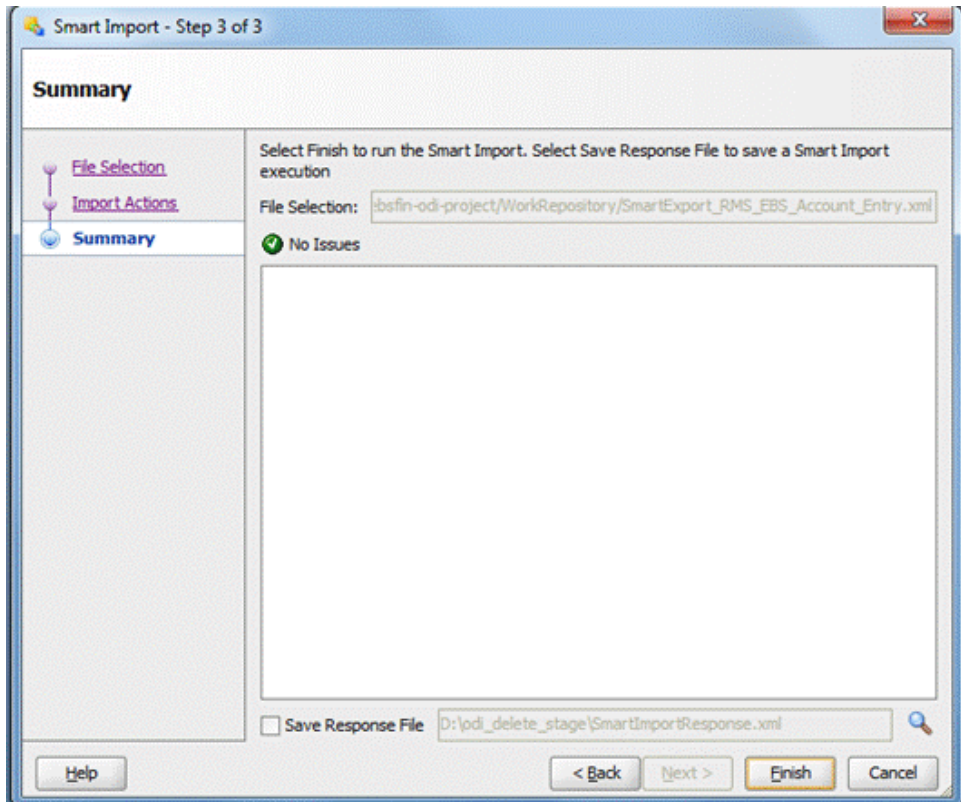 Smart Import - Step 3 of 3
Summary
File Selection
Import Actions
Summary
Select Finish to run the Smart Import. Select Save Response File to save a Smart Import
execution
File Selection: ebsfin-odi-project/WorkRepository/SmartExport_RMS_EBS_Account_Entry.xml
No Issues
Save Response File D:\odi_delete_stage\SmartImportResponse.xml
Help < Back Next > Finish Cancel